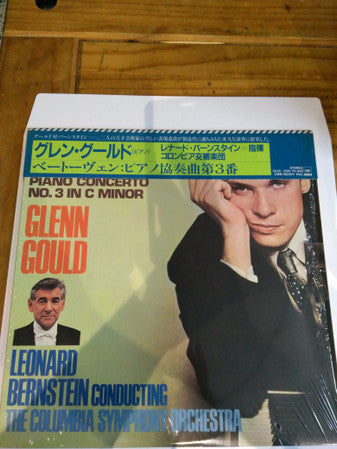 グレン・グールド(ピアノ)
レナード・バーンスタイン=指揮
コロンビア交響楽団
ベートーヴェン:ピアノ協奏曲第3番
PIANO CONCERTO
NO. 3 IN C MINOR
GLENN
GOULD
LEONARD
BERNSTEIN CONDUCTING
THE COLUMBIA SYMPHONY ORCHESTRA